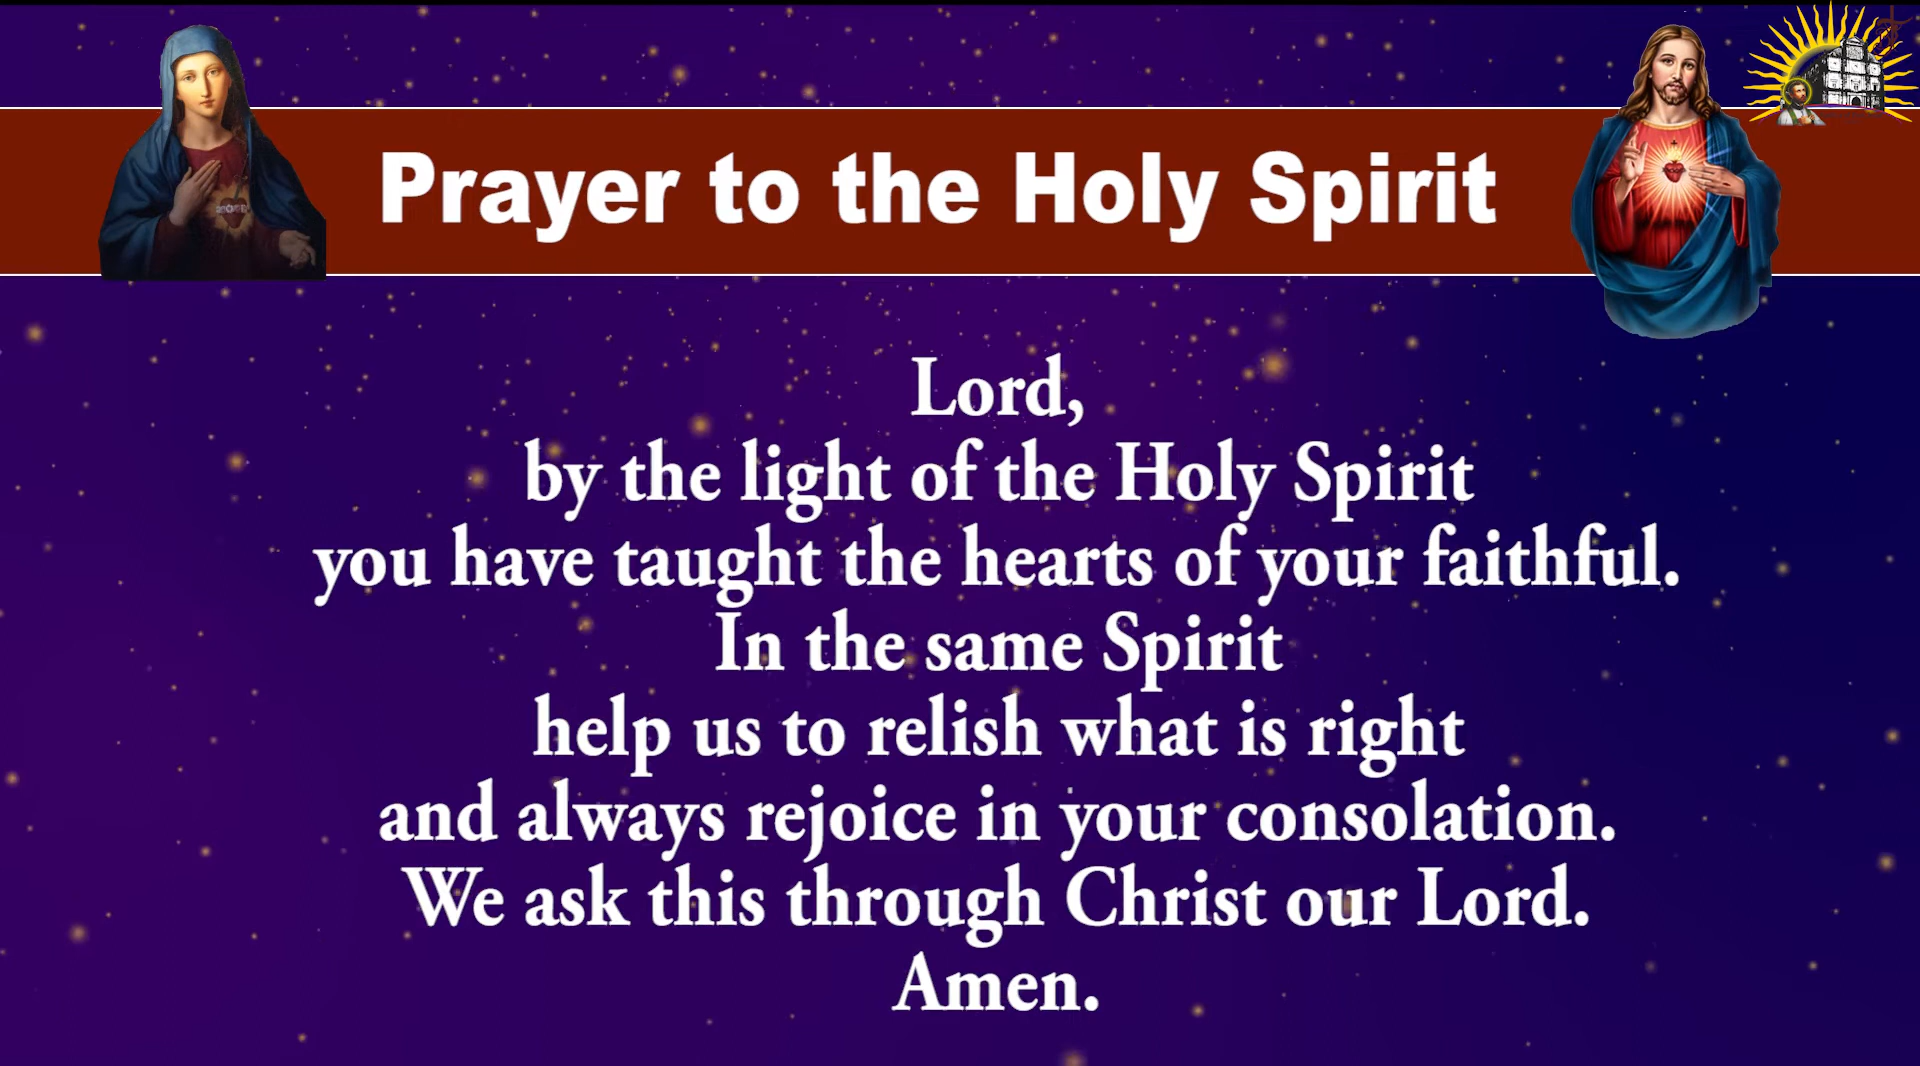 Prayer to the Holy Spirit
Lord,
by the light of the Holy Spirit
you have taught the hearts of your faithful.
In the same Spirit
help us to relish what is right
and always rejoice in your consolation.
We ask this through Christ our Lord.
Amen.